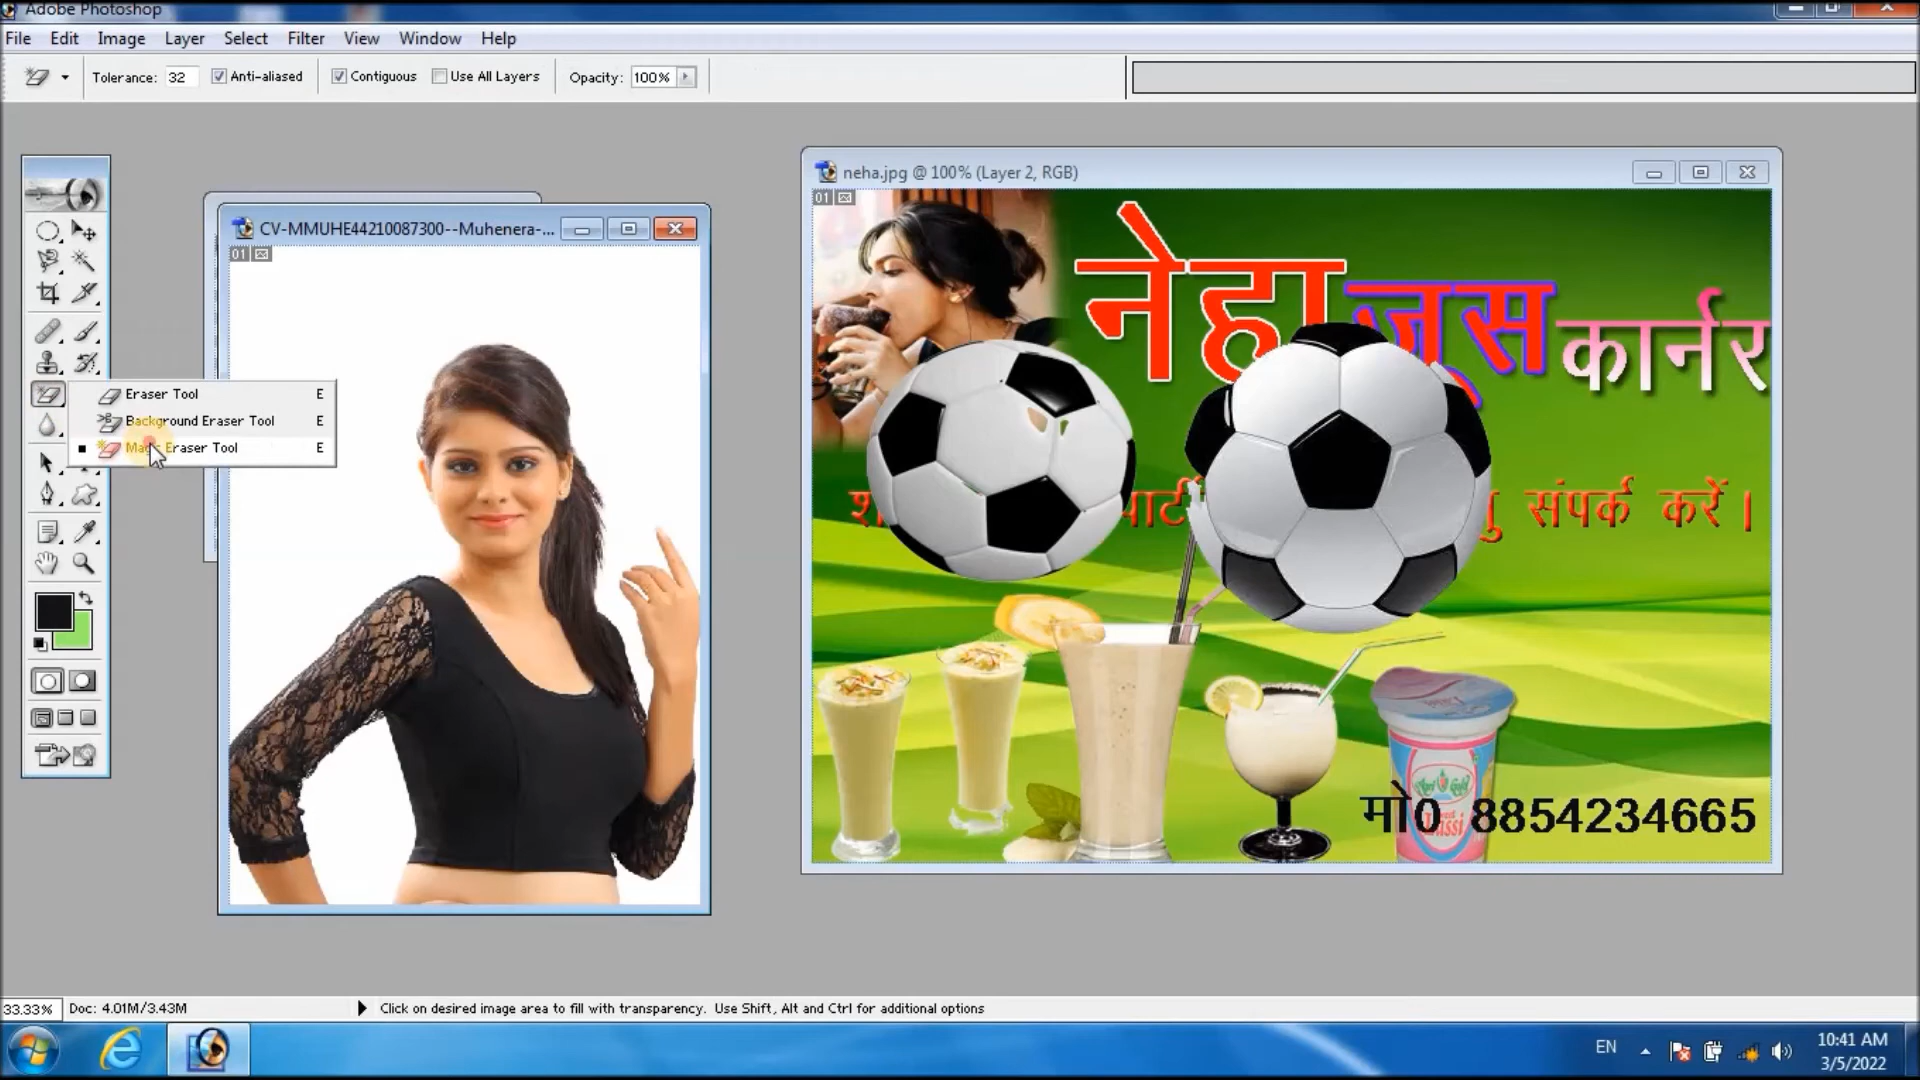 Adobe Photoshop
File Edit Image Layer Select Filter View Window Help
Tolerance: 32 Anti-aliased Contiguous Use All Layers Opacity: 100%
neha.jpg @ 100% (Layer 2, RGB)
01
CV-MMUHE44210087300--Muhenera-...
01
नेहा जूस कार्नर
Eraser Tool E
Background Eraser Tool E
Eraser Tool E
संपर्क करें।
Lassi
मो0 8854234665
33.33% Doc: 4.01M/3.43M Click on desired image area to fill with transparency. Use Shift, Alt and Ctrl for additional options
EN
10:41 AM
3/5/2022